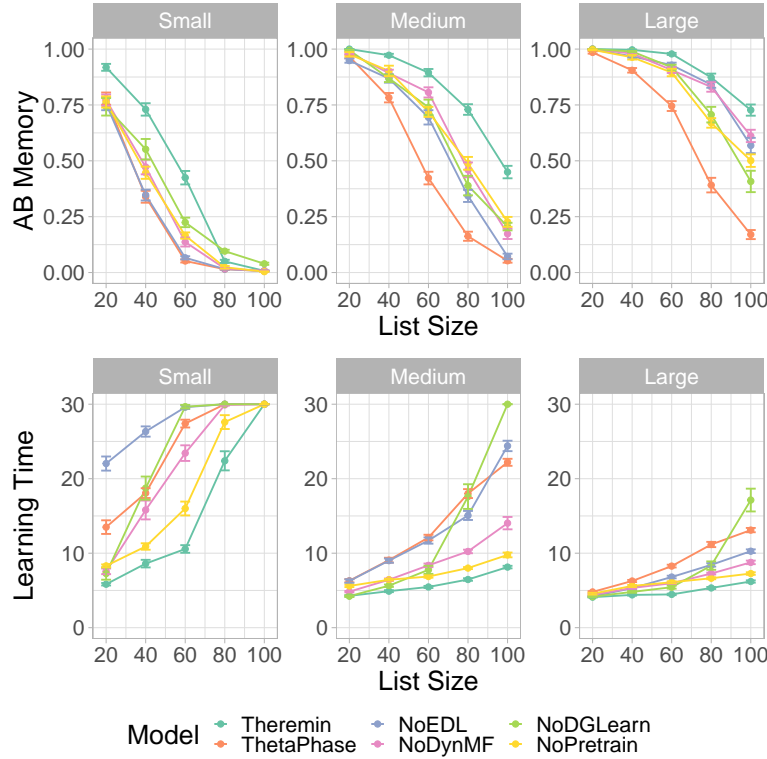 Small Medium Large
1.00 1.00 1.00
0.75 0.75 0.75
0.50 0.50 0.50
0.25 0.25 0.25
0.00 0.00 0.00
AB Memory
20 40 60 80 100 20 40 60 80 100 20 40 60 80 100
List Size
Small Medium Large
30 30 30
20 20 20
10 10 10
0 0 0
Learning Time
20 40 60 80 100 20 40 60 80 100 20 40 60 80 100
List Size
Model Theremin NoEDL NoDGLearn
ThetaPhase NoDynMF NoPretrain